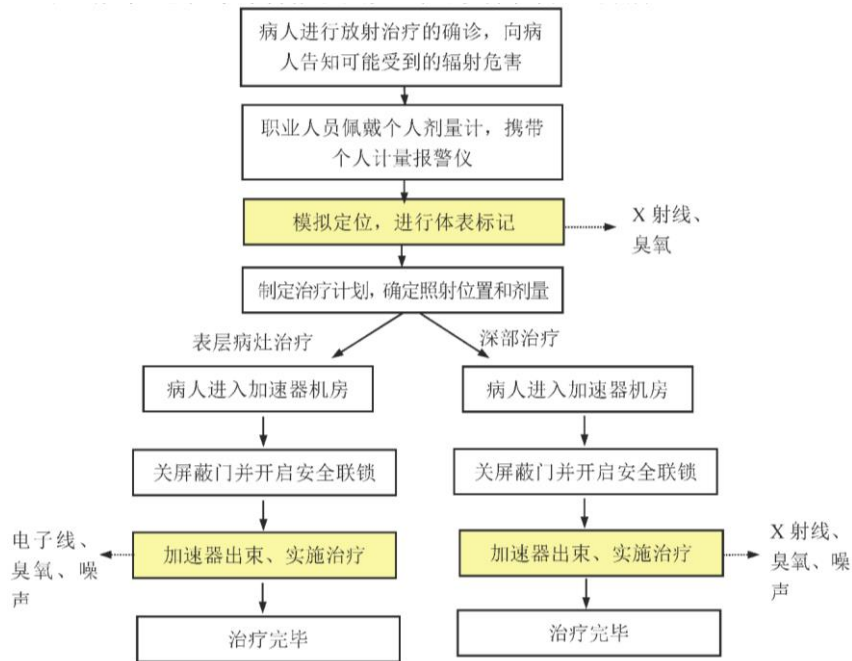 病人进行放射治疗的确诊，向病
人告知可能受到的辐射危害
职业人员佩戴个人剂量计，携带
个人计量报警仪
模拟定位，进行体表标记
X 射线、
臭氧
制定治疗计划，确定照射位置和剂量
表层病灶治疗
深部治疗
病人进入加速器机房
病人进入加速器机房
关屏蔽门并开启安全联锁
关屏蔽门并开启安全联锁
电子线、
臭氧、噪
声
加速器出束、实施治疗
加速器出束、实施治疗
X 射线、
臭氧、噪
声
治疗完毕
治疗完毕